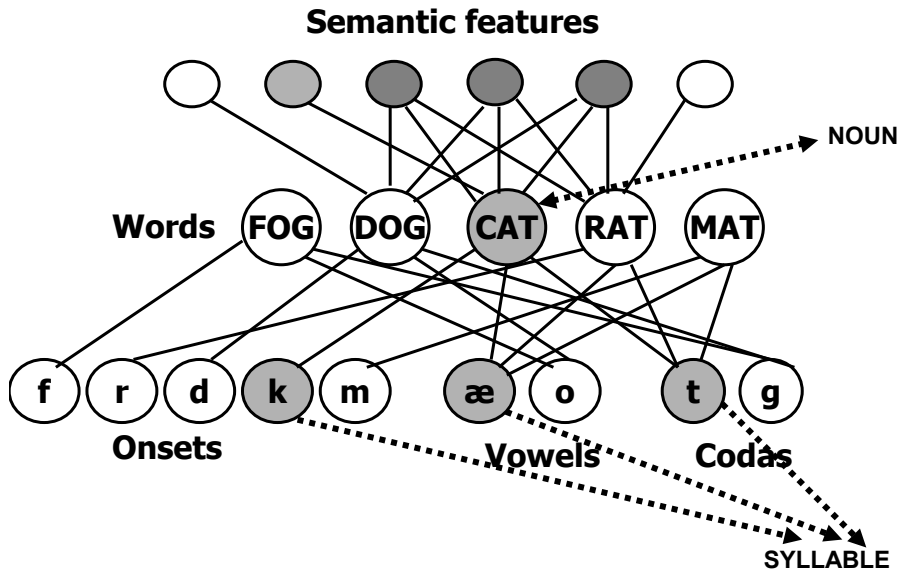 Semantic features
NOUN
Words FOG DOG CAT RAT MAT
f r d k m æ o t g
Onsets Vowels Codas
SYLLABLE